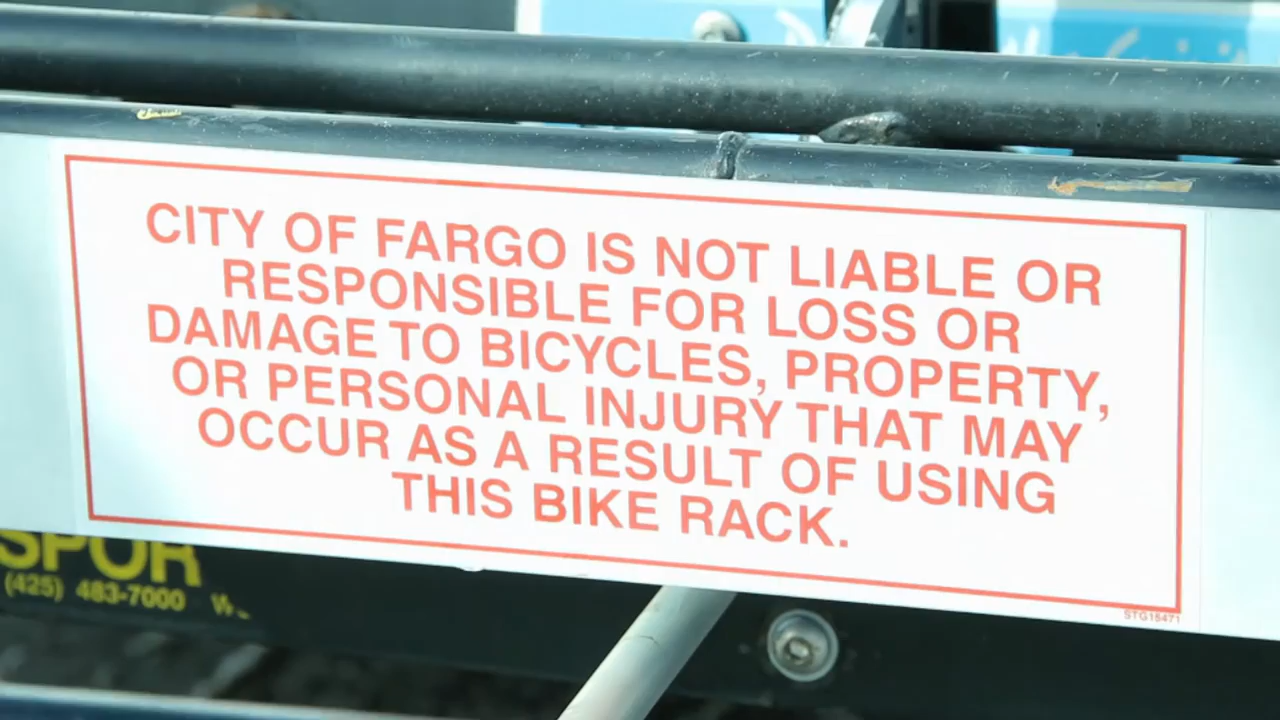 CITY OF FARGO IS NOT LIABLE OR
RESPONSIBLE FOR LOSS OR
DAMAGE TO BICYCLES, PROPERTY,
OR PERSONAL INJURY THAT MAY
OCCUR AS A RESULT OF USING
THIS BIKE RACK.
STG15471
SPOR
(425) 483-7000